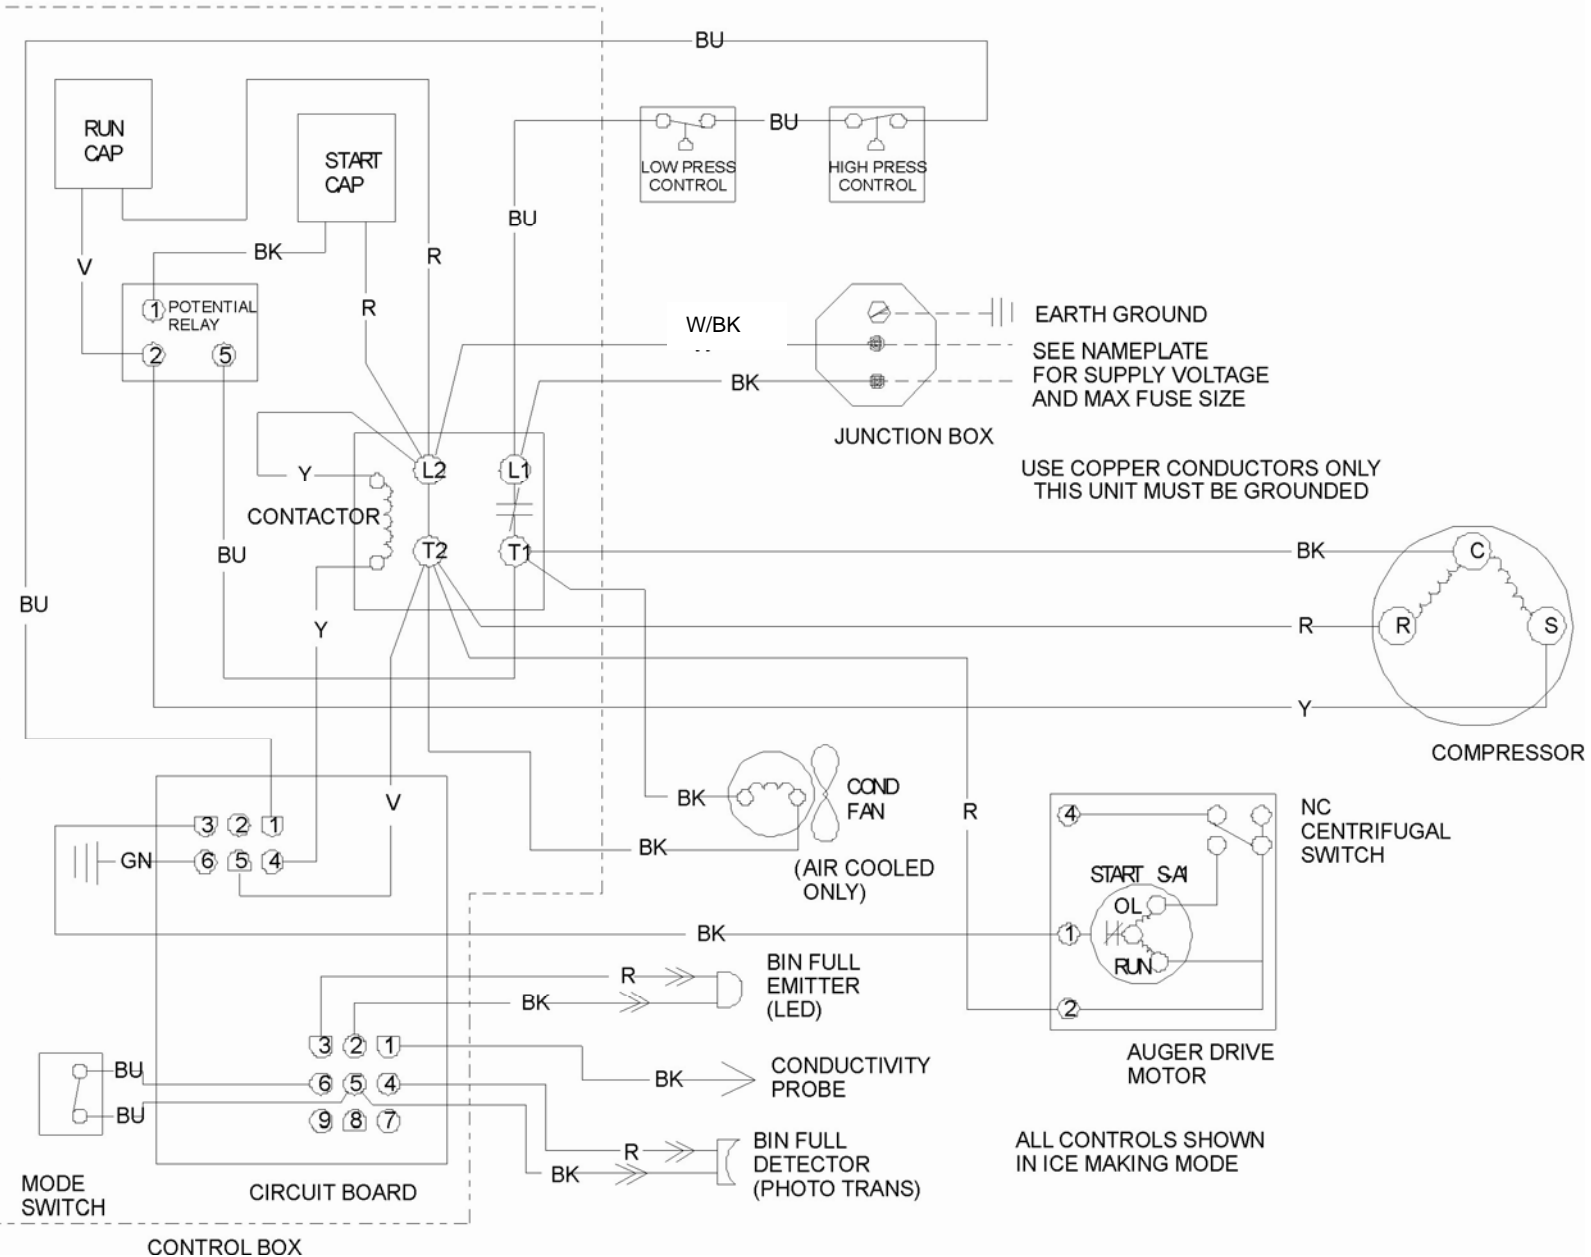 BU
RUN
CAP
START
CAP
BU
LOW PRESS
CONTROL
HIGH PRESS
CONTROL
BU
V
BK
R
R
1
POTENTIAL
RELAY
2
5
W/BK
EARTH GROUND
SEE NAMEPLATE
FOR SUPPLY VOLTAGE
AND MAX FUSE SIZE
BK
JUNCTION BOX
USE COPPER CONDUCTORS ONLY
THIS UNIT MUST BE GROUNDED
Y
L2
L1
CONTACTOR
T2
T1
BU
BU
Y
BK
C
R
R
S
Y
COMPRESSOR
V
BK
COND
FAN
BK
(AIR COOLED
ONLY)
R
4
NC
CENTRIFUGAL
SWITCH
START S-A1
OL
1
RUN
2
AUGER DRIVE
MOTOR
3 2 1
GN
6 5 4
BK
R
BIN FULL
EMITTER
(LED)
BK
3 2 1
BU
6 5 4
BU
9 8 7
BK
CONDUCTIVITY
PROBE
R
BK
BIN FULL
DETECTOR
(PHOTO TRANS)
ALL CONTROLS SHOWN
IN ICE MAKING MODE
MODE
SWITCH
CIRCUIT BOARD
CONTROL BOX